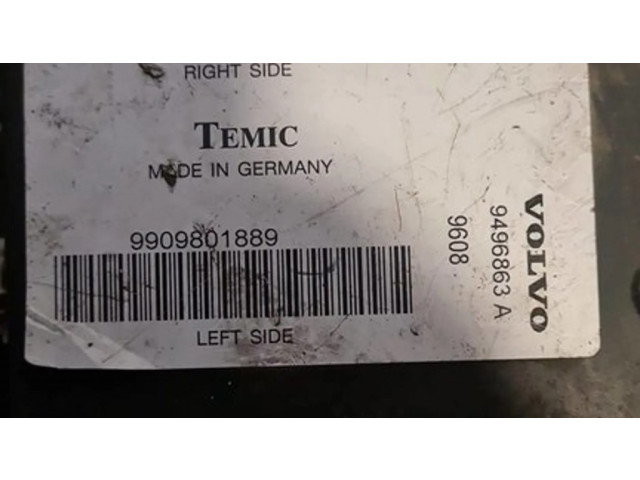 RIGHT SIDE
TEMIC
MADE IN GERMANY
9909801889
LEFT SIDE
VOLVO
9496863 A
9608